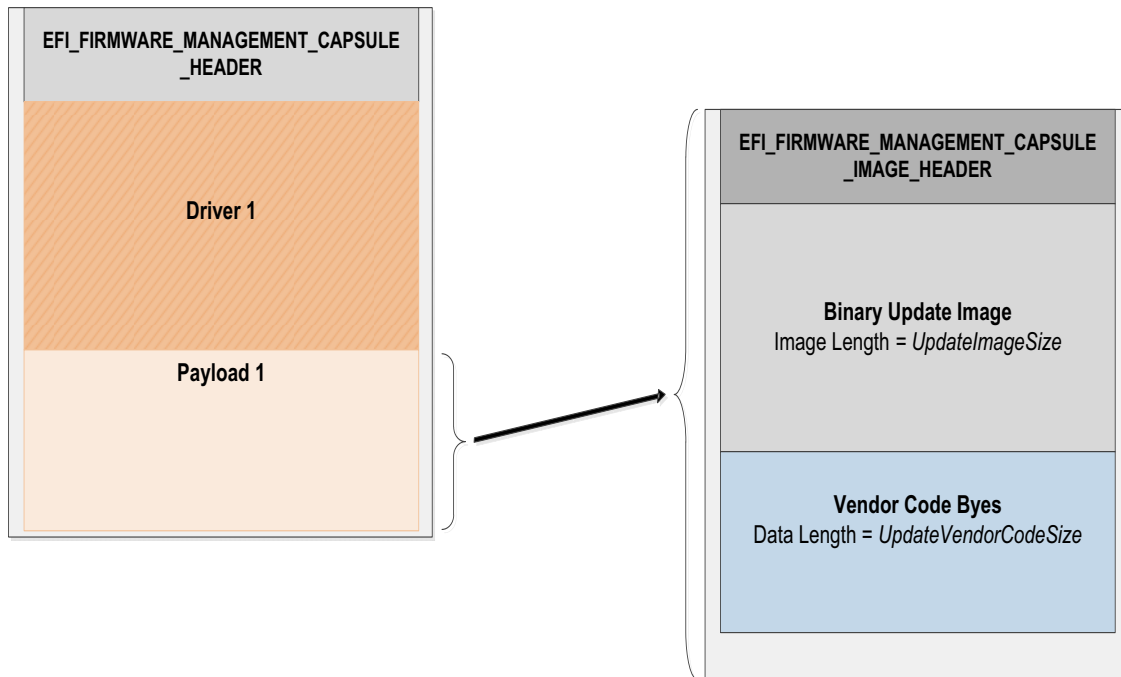 EFI_FIRMWARE_MANAGEMENT_CAPSULE
_HEADER
Driver 1
Payload 1
EFI_FIRMWARE_MANAGEMENT_CAPSULE
_IMAGE_HEADER
Binary Update Image
Image Length = UpdateImageSize
Vendor Code Byes
Data Length = UpdateVendorCodeSize